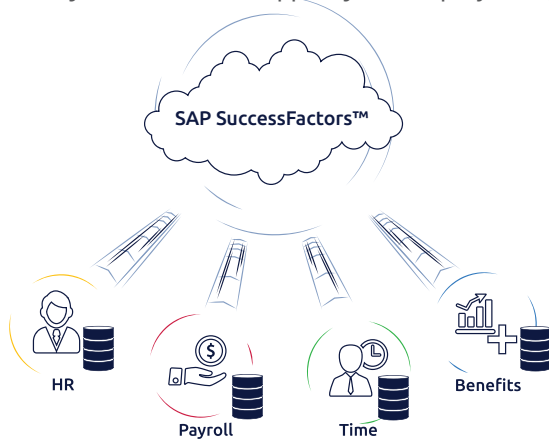 SAP SuccessFactors™
$
HR
Benefits
Payroll
Time